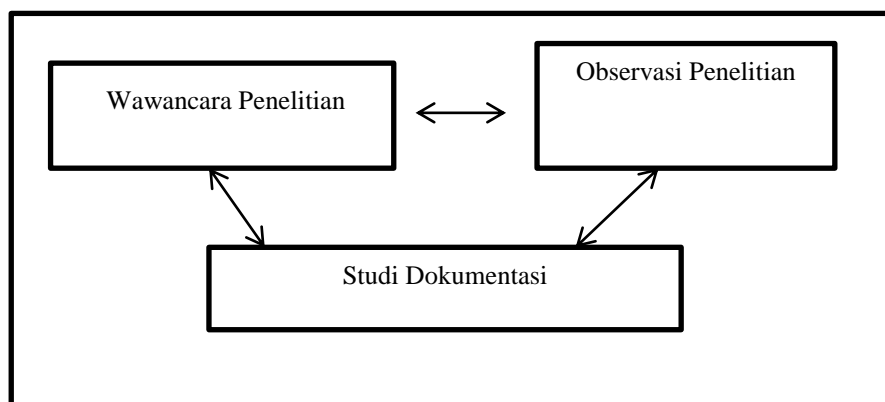 Wawancara Penelitian
Observasi Penelitian
Studi Dokumentasi